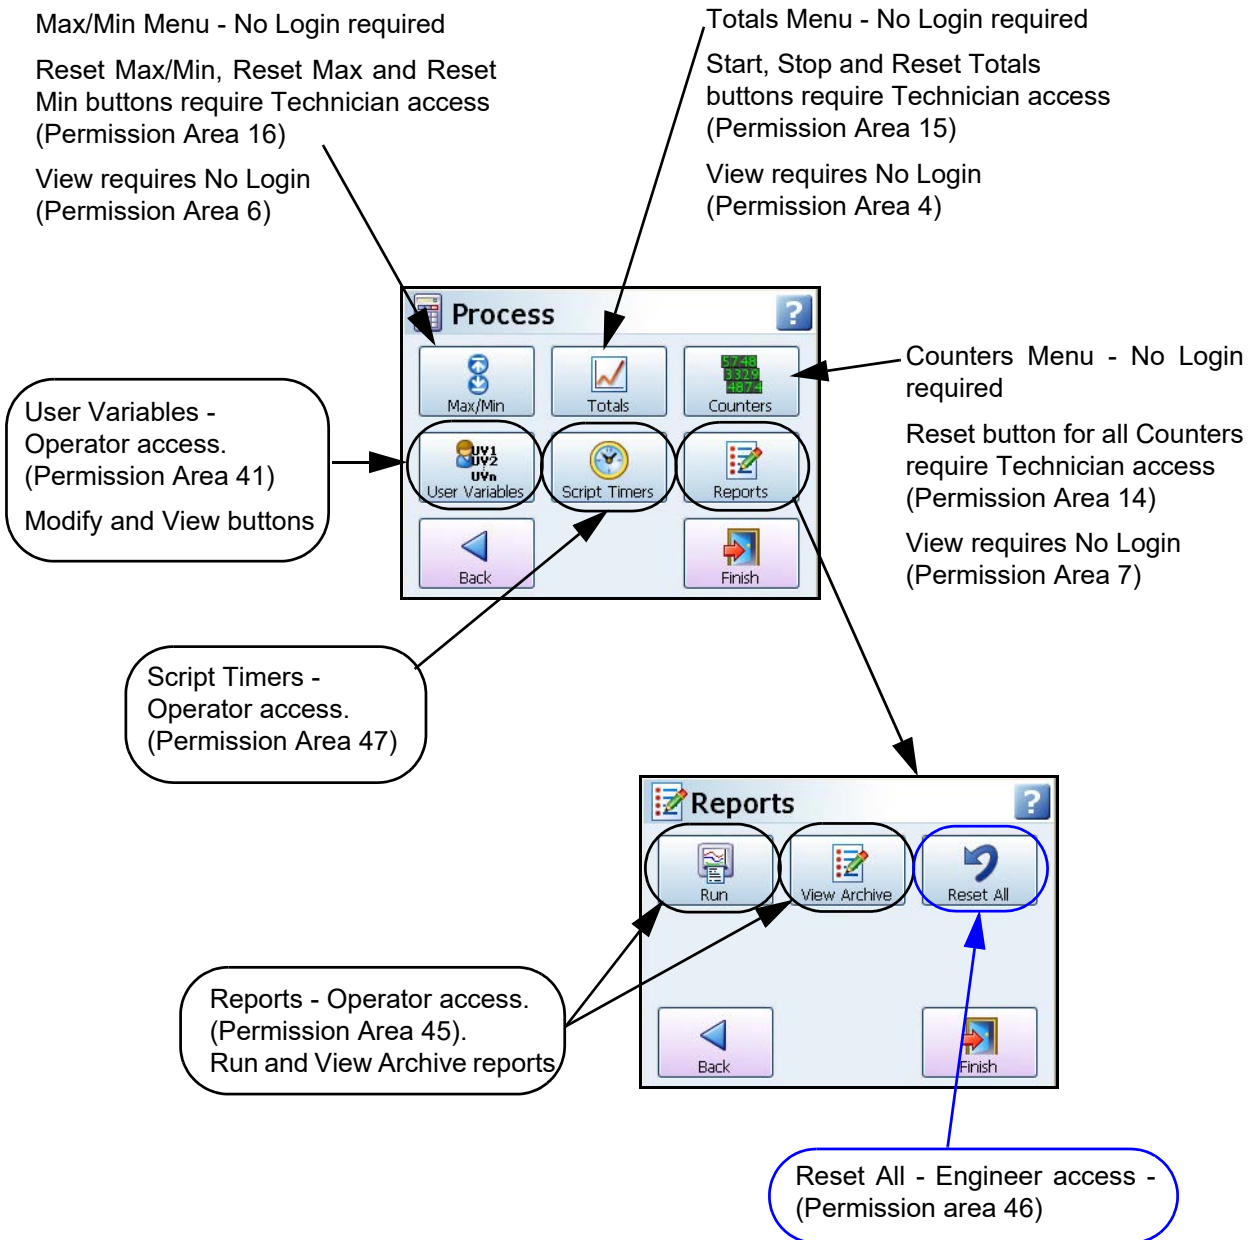 Max/Min Menu - No Login required
Reset Max/Min, Reset Max and Reset
Min buttons require Technician access
(Permission Area 16)
View requires No Login
(Permission Area 6)
Totals Menu - No Login required
Start, Stop and Reset Totals
buttons require Technician access
(Permission Area 15)
View requires No Login
(Permission Area 4)
Process
?
Max/Min
Totals
5748
3329
4874
Counters
UV1
UV2
UVn
User Variables
Script Timers
Reports
Back
Finish
Counters Menu - No Login
required
Reset button for all Counters
require Technician access
(Permission Area 14)
View requires No Login
(Permission Area 7)
User Variables -
Operator access.
(Permission Area 41)
Modify and View buttons
Script Timers -
Operator access.
(Permission Area 47)
Reports
?
Run
View Archive
Reset All
Back
Finish
Reports - Operator access.
(Permission Area 45).
Run and View Archive reports
Reset All - Engineer access -
(Permission area 46)